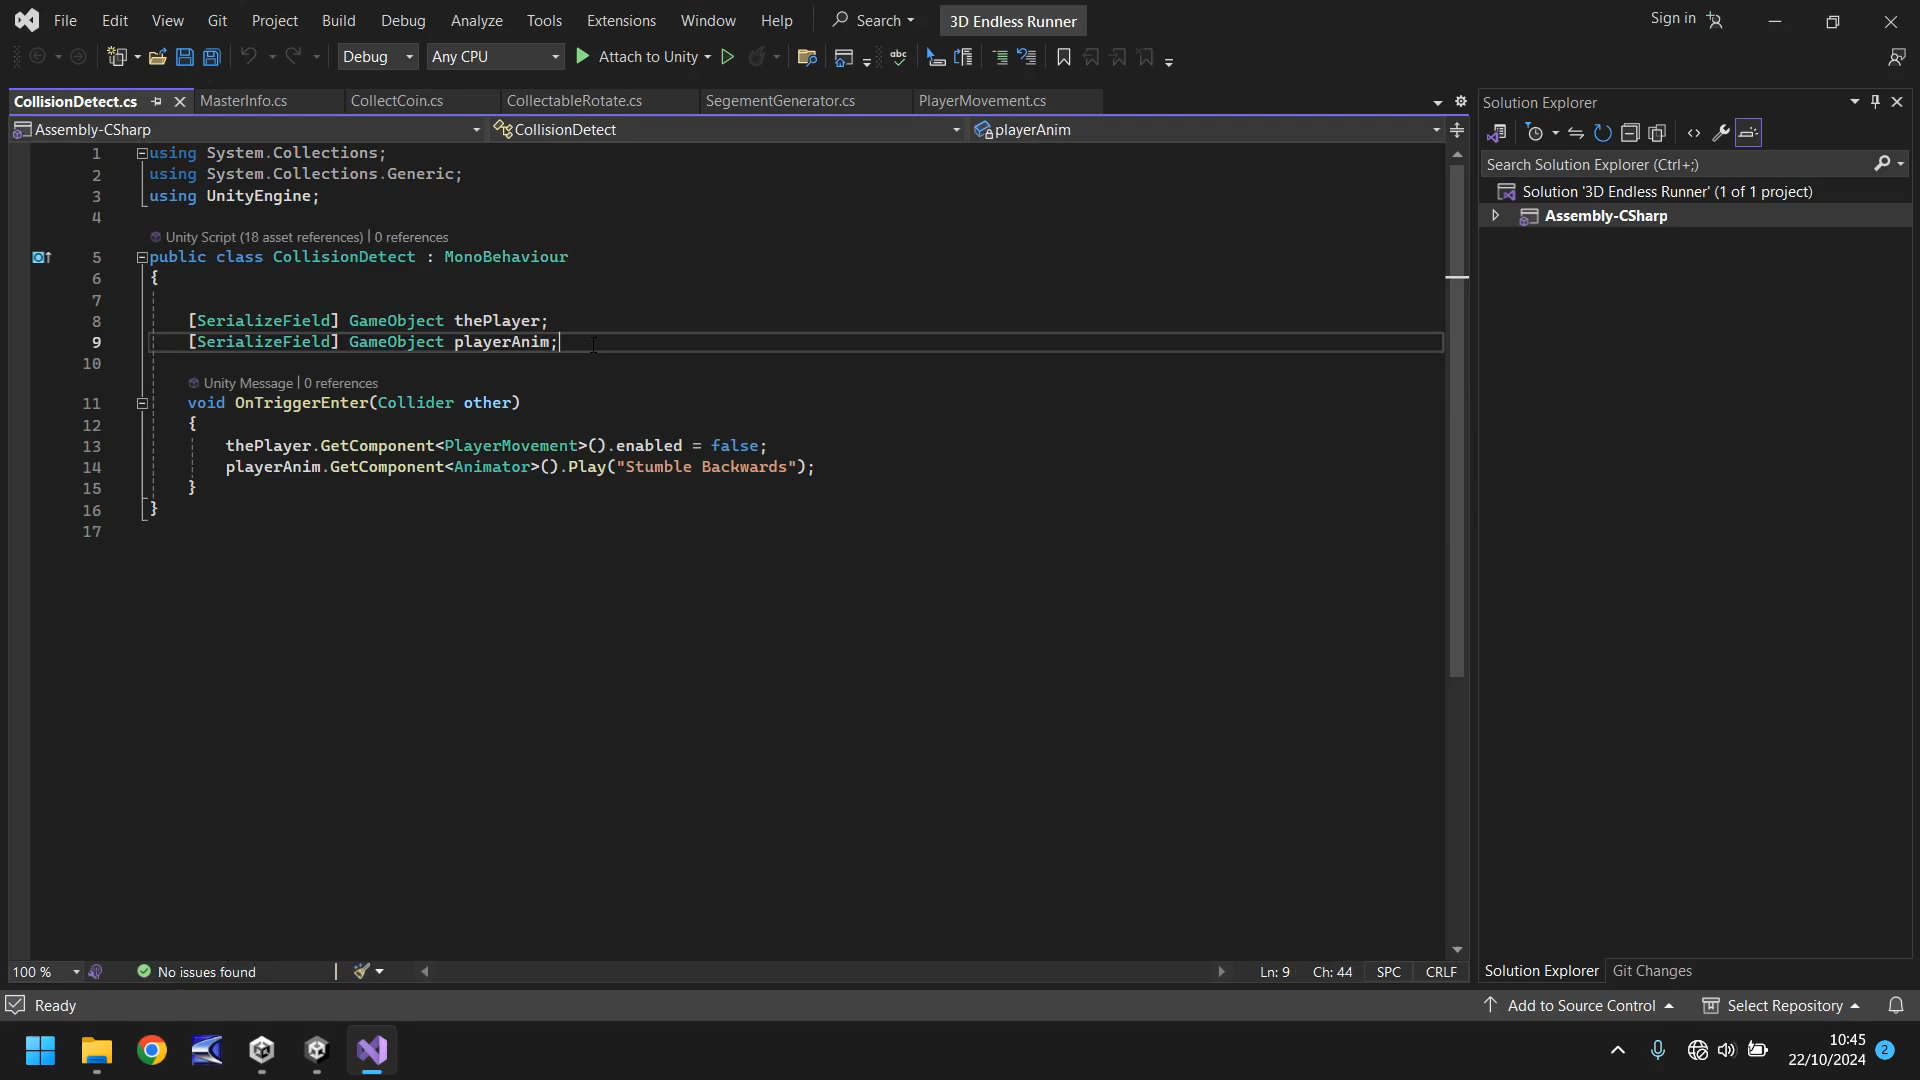 File Edit View Git Project Build Debug Analyze Tools Extensions Window Help Search 3D Endless Runner Sign in
Debug Any CPU Attach to Unity abc
CollisionDetect.cs MasterInfo.cs CollectCoin.cs CollectableRotate.cs SegementGenerator.cs PlayerMovement.cs
Assembly-CSharp CollisionDetect playerAnim
1 using System.Collections;
2 using System.Collections.Generic;
3 using UnityEngine;
4
Unity Script (18 asset references) | 0 references
5 public class CollisionDetect : MonoBehaviour
6 {
7
8 [SerializeField] GameObject thePlayer;
9 [SerializeField] GameObject playerAnim;
10
Unity Message | 0 references
11 void OnTriggerEnter(Collider other)
12 {
13 thePlayer.GetComponent<PlayerMovement>().enabled = false;
14 playerAnim.GetComponent<Animator>().Play("Stumble Backwards");
15 }
16 }
17
100 % No issues found Ln: 9 Ch: 44 SPC CRLF
Solution Explorer
Search Solution Explorer (Ctrl+;)
Solution '3D Endless Runner' (1 of 1 project)
Assembly-CSharp
Solution Explorer Git Changes
Ready Add to Source Control Select Repository
10:45
22/10/2024 2